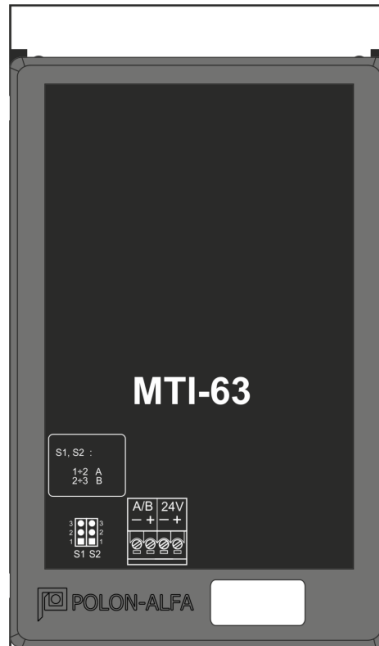 MTI-63
S1, S2 :
1÷2 A
2÷3 B
A/B 24V
− + − +
3 3
2 2
1 1
S1 S2
POLON-ALFA